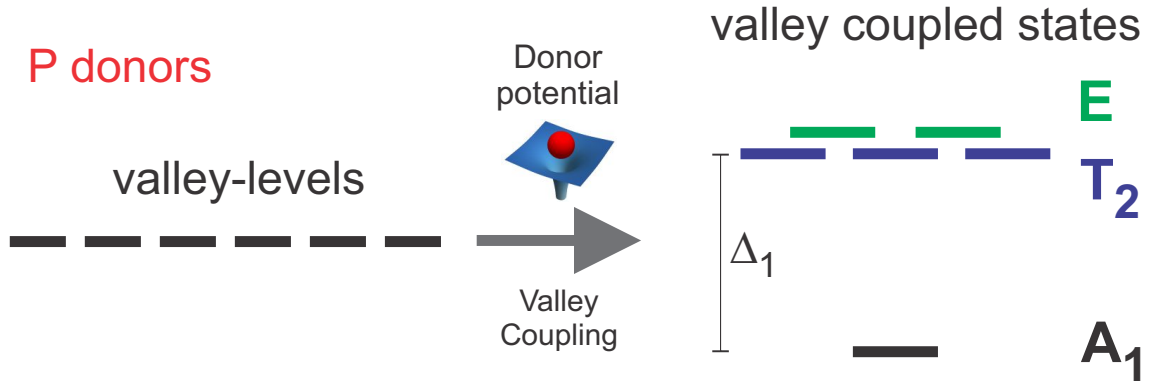 P donors
valley-levels
Donor
potential
Valley
Coupling
valley coupled states
E
T₂
Δ₁
A₁